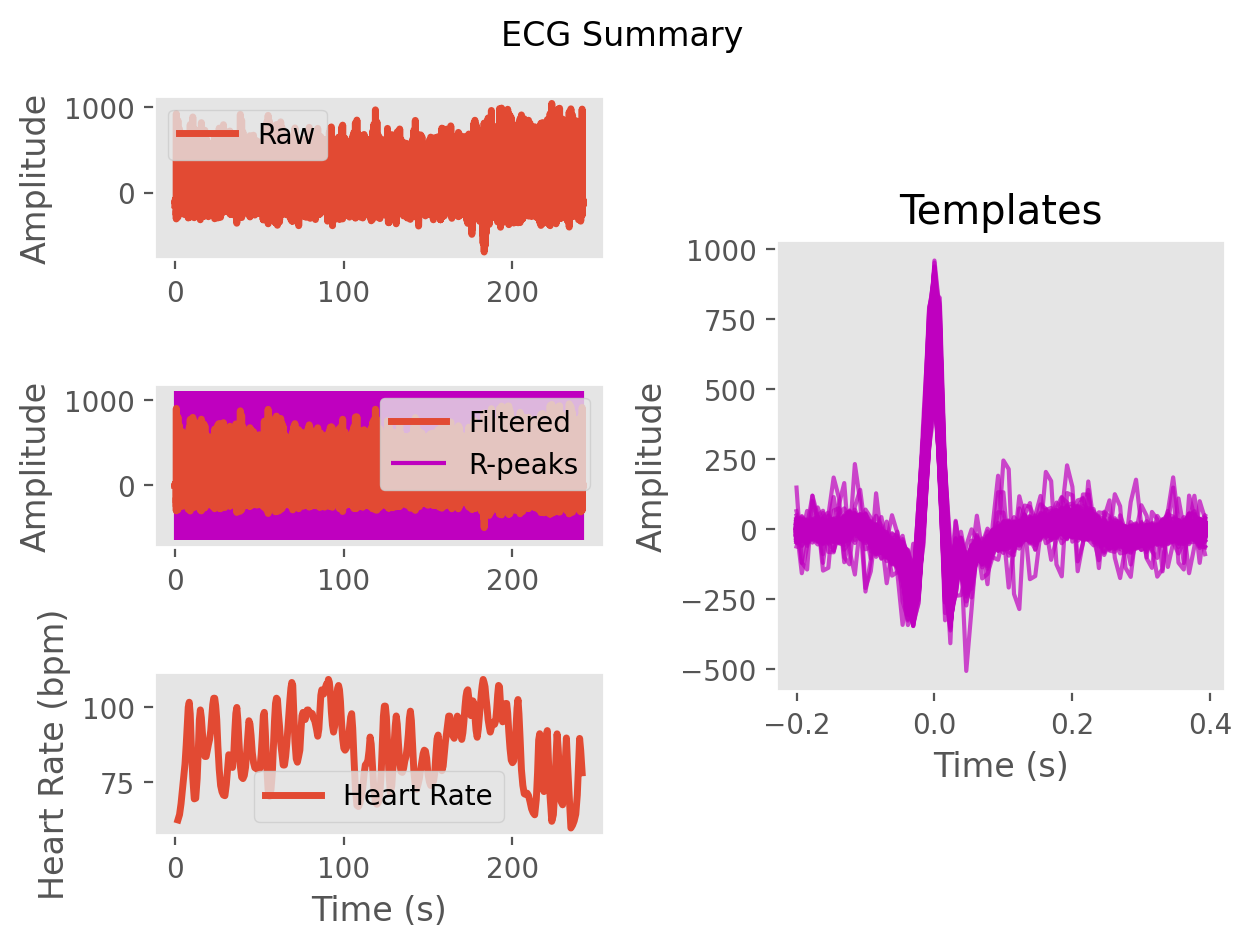 ECG Summary
Amplitude
1000
0
Raw
0 100 200
Amplitude
1000
0
Filtered
R-peaks
0 100 200
Heart Rate (bpm)
100
75
Heart Rate
0 100 200
Time (s)
Templates
Amplitude
1000
750
500
250
0
−250
−500
−0.2 0.0 0.2 0.4
Time (s)